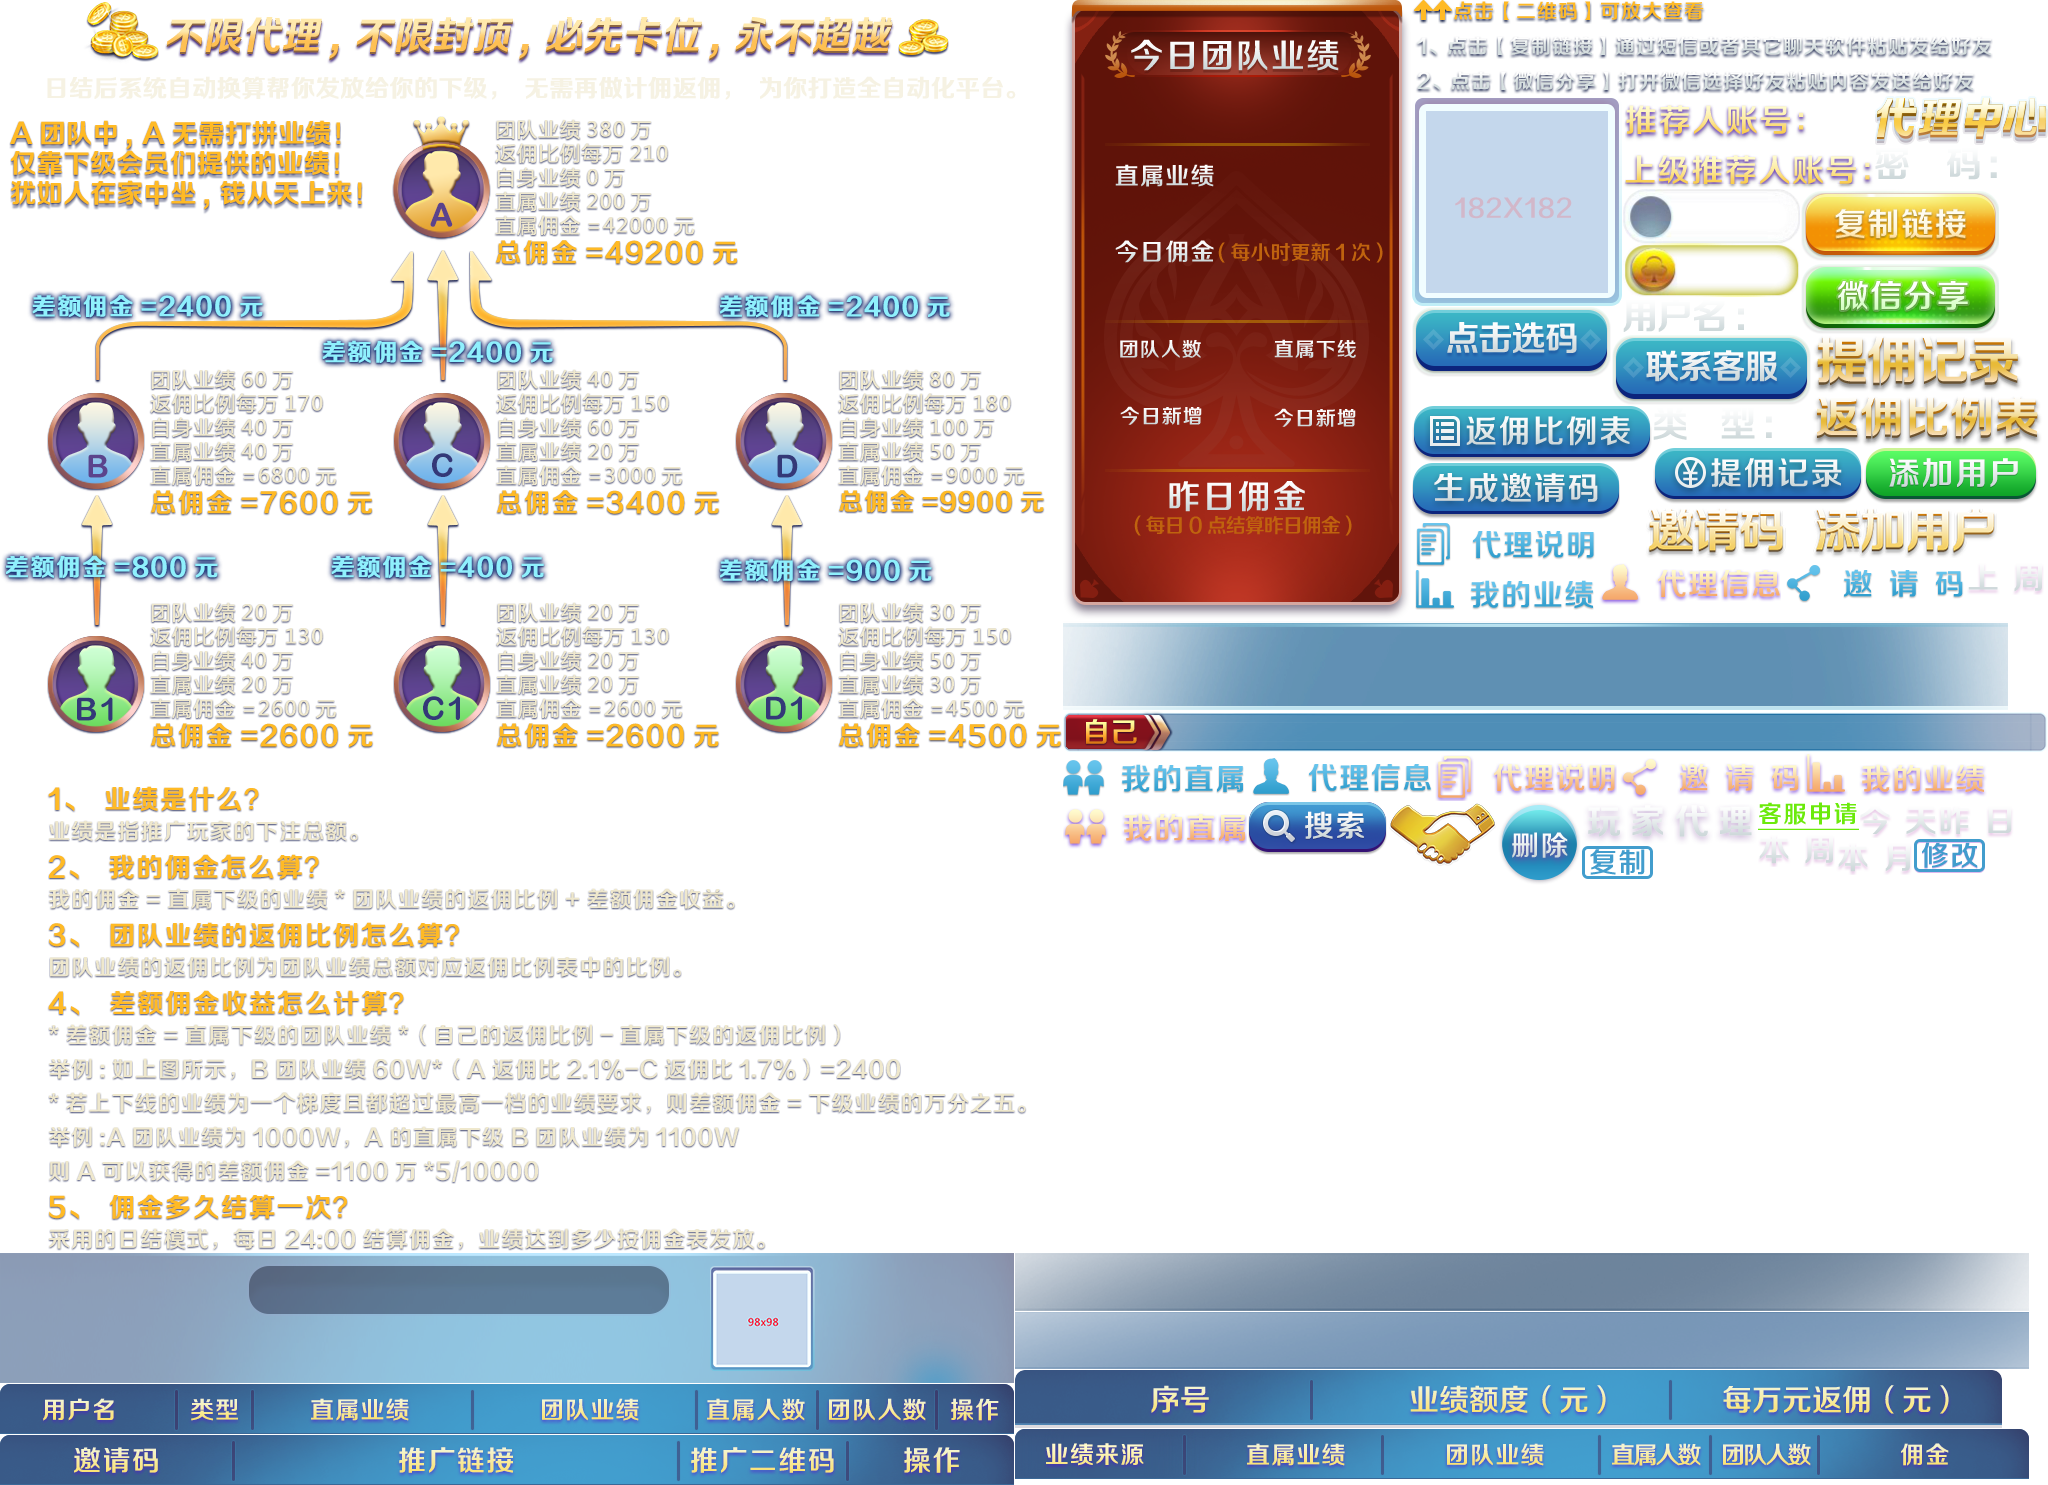 不限代理,不限封顶,必先卡位,永不超越
日结后系统自动换算帮你发放给你的下级， 无需再做计佣返佣， 为你打造全自动化平台。
A 团队中, A 无需打拼业绩!
仅靠下级会员们提供的业绩!
犹如人在家中坐, 钱从天上来!
A
团队业绩 380 万
返佣比例每万 210
自身业绩 0 万
直属业绩 200 万
直属佣金 =42000 元
总佣金 =49200 元
差额佣金 =2400 元
差额佣金 =2400 元
差额佣金 =2400 元
B
团队业绩 60 万
返佣比例每万 170
自身业绩 40 万
直属业绩 40 万
直属佣金 =6800 元
总佣金 =7600 元
C
团队业绩 40 万
返佣比例每万 150
自身业绩 60 万
直属业绩 20 万
直属佣金 =3000 元
总佣金 =3400 元
D
团队业绩 80 万
返佣比例每万 180
自身业绩 100 万
直属业绩 50 万
直属佣金 =9000 元
总佣金 =9900 元
差额佣金 =800 元
差额佣金 =400 元
差额佣金 =900 元
B1
团队业绩 20 万
返佣比例每万 130
自身业绩 40 万
直属业绩 20 万
直属佣金 =2600 元
总佣金 =2600 元
C1
团队业绩 20 万
返佣比例每万 130
自身业绩 20 万
直属业绩 20 万
直属佣金 =2600 元
总佣金 =2600 元
D1
团队业绩 30 万
返佣比例每万 150
自身业绩 50 万
直属业绩 30 万
直属佣金 =4500 元
总佣金 =4500 元
1、 业绩是什么?
业绩是指推广玩家的下注总额。
2、 我的佣金怎么算?
我的佣金 = 直属下级的业绩 * 团队业绩的返佣比例 + 差额佣金收益。
3、 团队业绩的返佣比例怎么算?
团队业绩的返佣比例为团队业绩总额对应返佣比例表中的比例。
4、 差额佣金收益怎么计算?
* 差额佣金 = 直属下级的团队业绩 *（ 自己的返佣比例 – 直属下级的返佣比例 ）
举例 : 如上图所示， B 团队业绩 60W*（ A 返佣比 2.1%–C 返佣比 1.7% ）=2400
* 若上下线的业绩为一个梯度且都超过最高一档的业绩要求，则差额佣金 = 下级业绩的万分之五。
举例 :A 团队业绩为 1000W，A 的直属下级 B 团队业绩为 1100W
则 A 可以获得的差额佣金 =1100 万 *5/10000
5、 佣金多久结算一次?
采用的日结模式，每日 24:00 结算佣金，业绩达到多少按佣金表发放。
今日团队业绩
直属业绩
今日佣金（每小时更新 1 次）
团队人数
直属下线
今日新增
今日新增
昨日佣金
（每日 0 点结算昨日佣金）
点击【 二维码 】可放大查看
1、点击【 复制链接 】通过短信或者其它聊天软件粘贴发给好友
2、点击【 微信分享 】打开微信选择好友粘贴内容发送给好友
182X182
推荐人账号：
代理中心
上级推荐人账号：
密 码：
复制链接
微信分享
用户名：
点击选码
联系客服
提佣记录
返佣比例表
类 型：
返佣比例表
生成邀请码
提佣记录
添加用户
邀请码
添加用户
代理说明
我的业绩
代理信息
邀 请 码
上 周
自己
我的直属
代理信息
代理说明
邀 请 码
我的业绩
我的直属
搜索
删除
玩家代理
复制
客服申请
今 天
昨 日
本 周
本 月
修改
98x98
用户名 类型 直属业绩 团队业绩 直属人数 团队人数 操作
邀请码 推广链接 推广二维码 操作
序号 业绩额度（元） 每万元返佣（元）
业绩来源 直属业绩 团队业绩 直属人数 团队人数 佣金